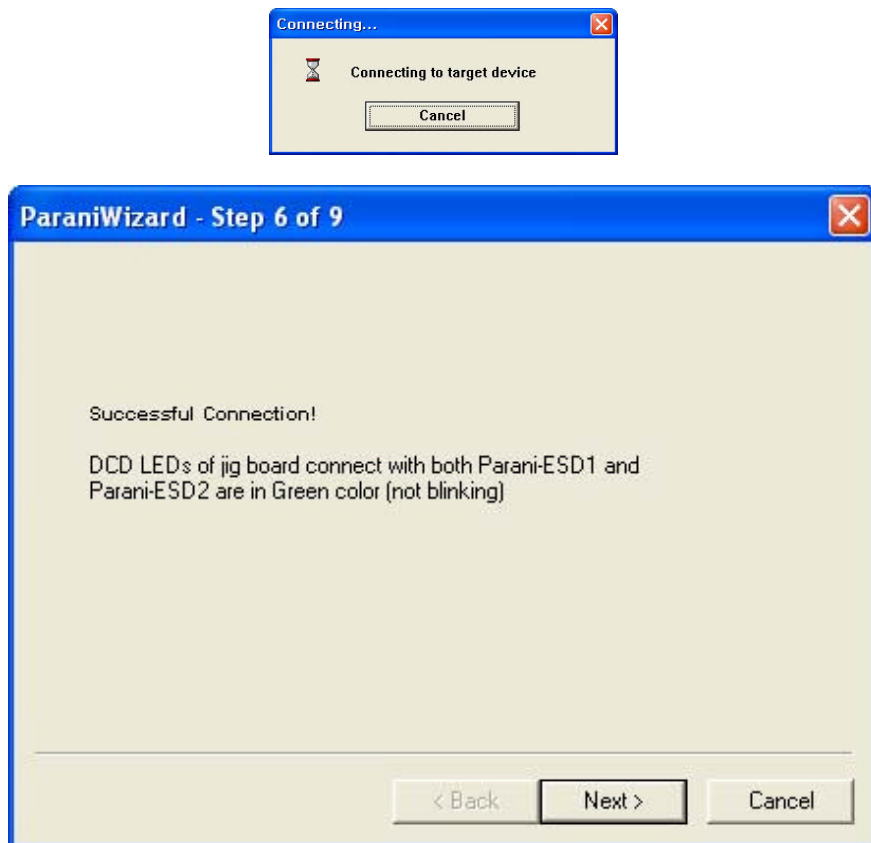 Connecting...
Connecting to target device
Cancel
ParaniWizard - Step 6 of 9
Successful Connection!
DCD LEDs of jig board connect with both Parani-ESD1 and
Parani-ESD2 are in Green color (not blinking)
< Back Next > Cancel